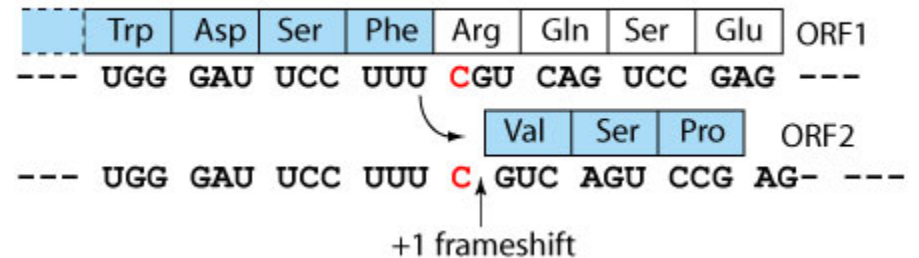 Trp Asp Ser Phe Arg Gln Ser Glu ORF1
--- UGG GAU UCC UUU CGU CAG UCC GAG ---
Val Ser Pro ORF2
--- UGG GAU UCC UUU C GUC AGU CCG AG- ---
+1 frameshift